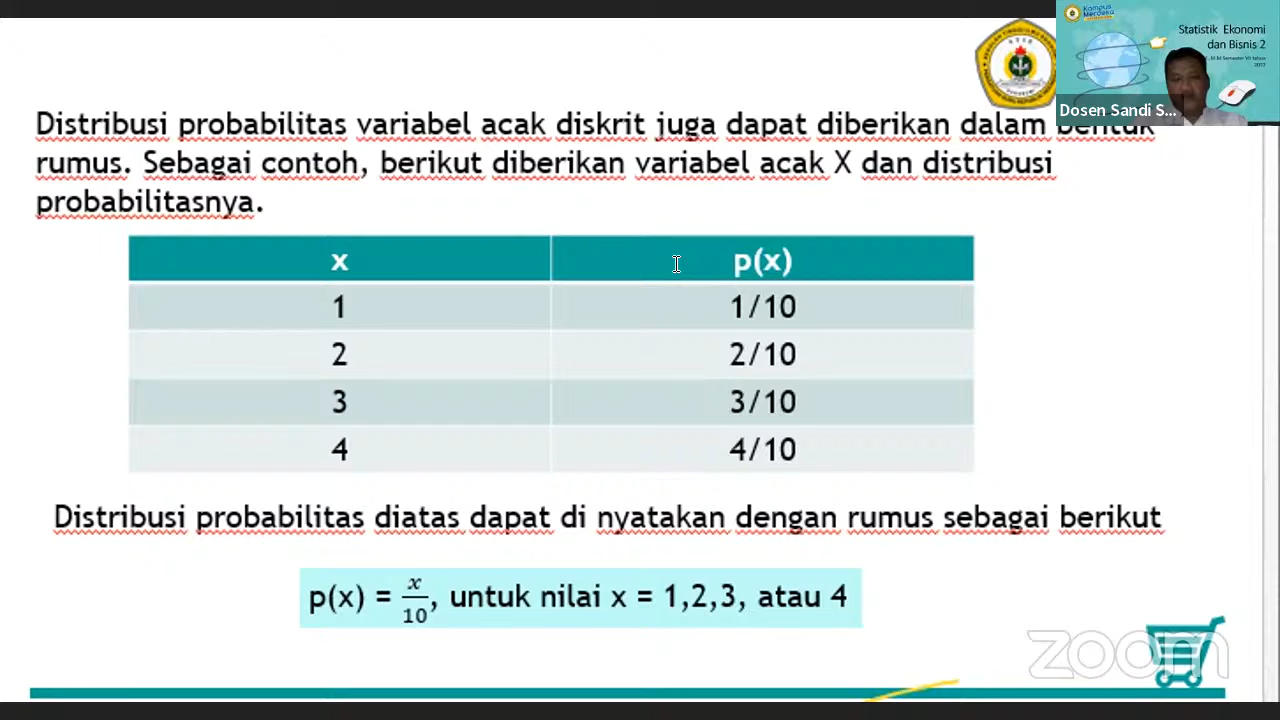 Kampus
Merdeka
Statistik Ekonomi
dan Bisnis 2
Dosen Sandi S...
Distribusi probabilitas variabel acak diskrit juga dapat diberikan dalam bentuk
rumus. Sebagai contoh, berikut diberikan variabel acak X dan distribusi
probabilitasnya.
x p(x)
1 1/10
2 2/10
3 3/10
4 4/10
Distribusi probabilitas diatas dapat di nyatakan dengan rumus sebagai berikut
p(x) = x/10, untuk nilai x = 1,2,3, atau 4
zoom